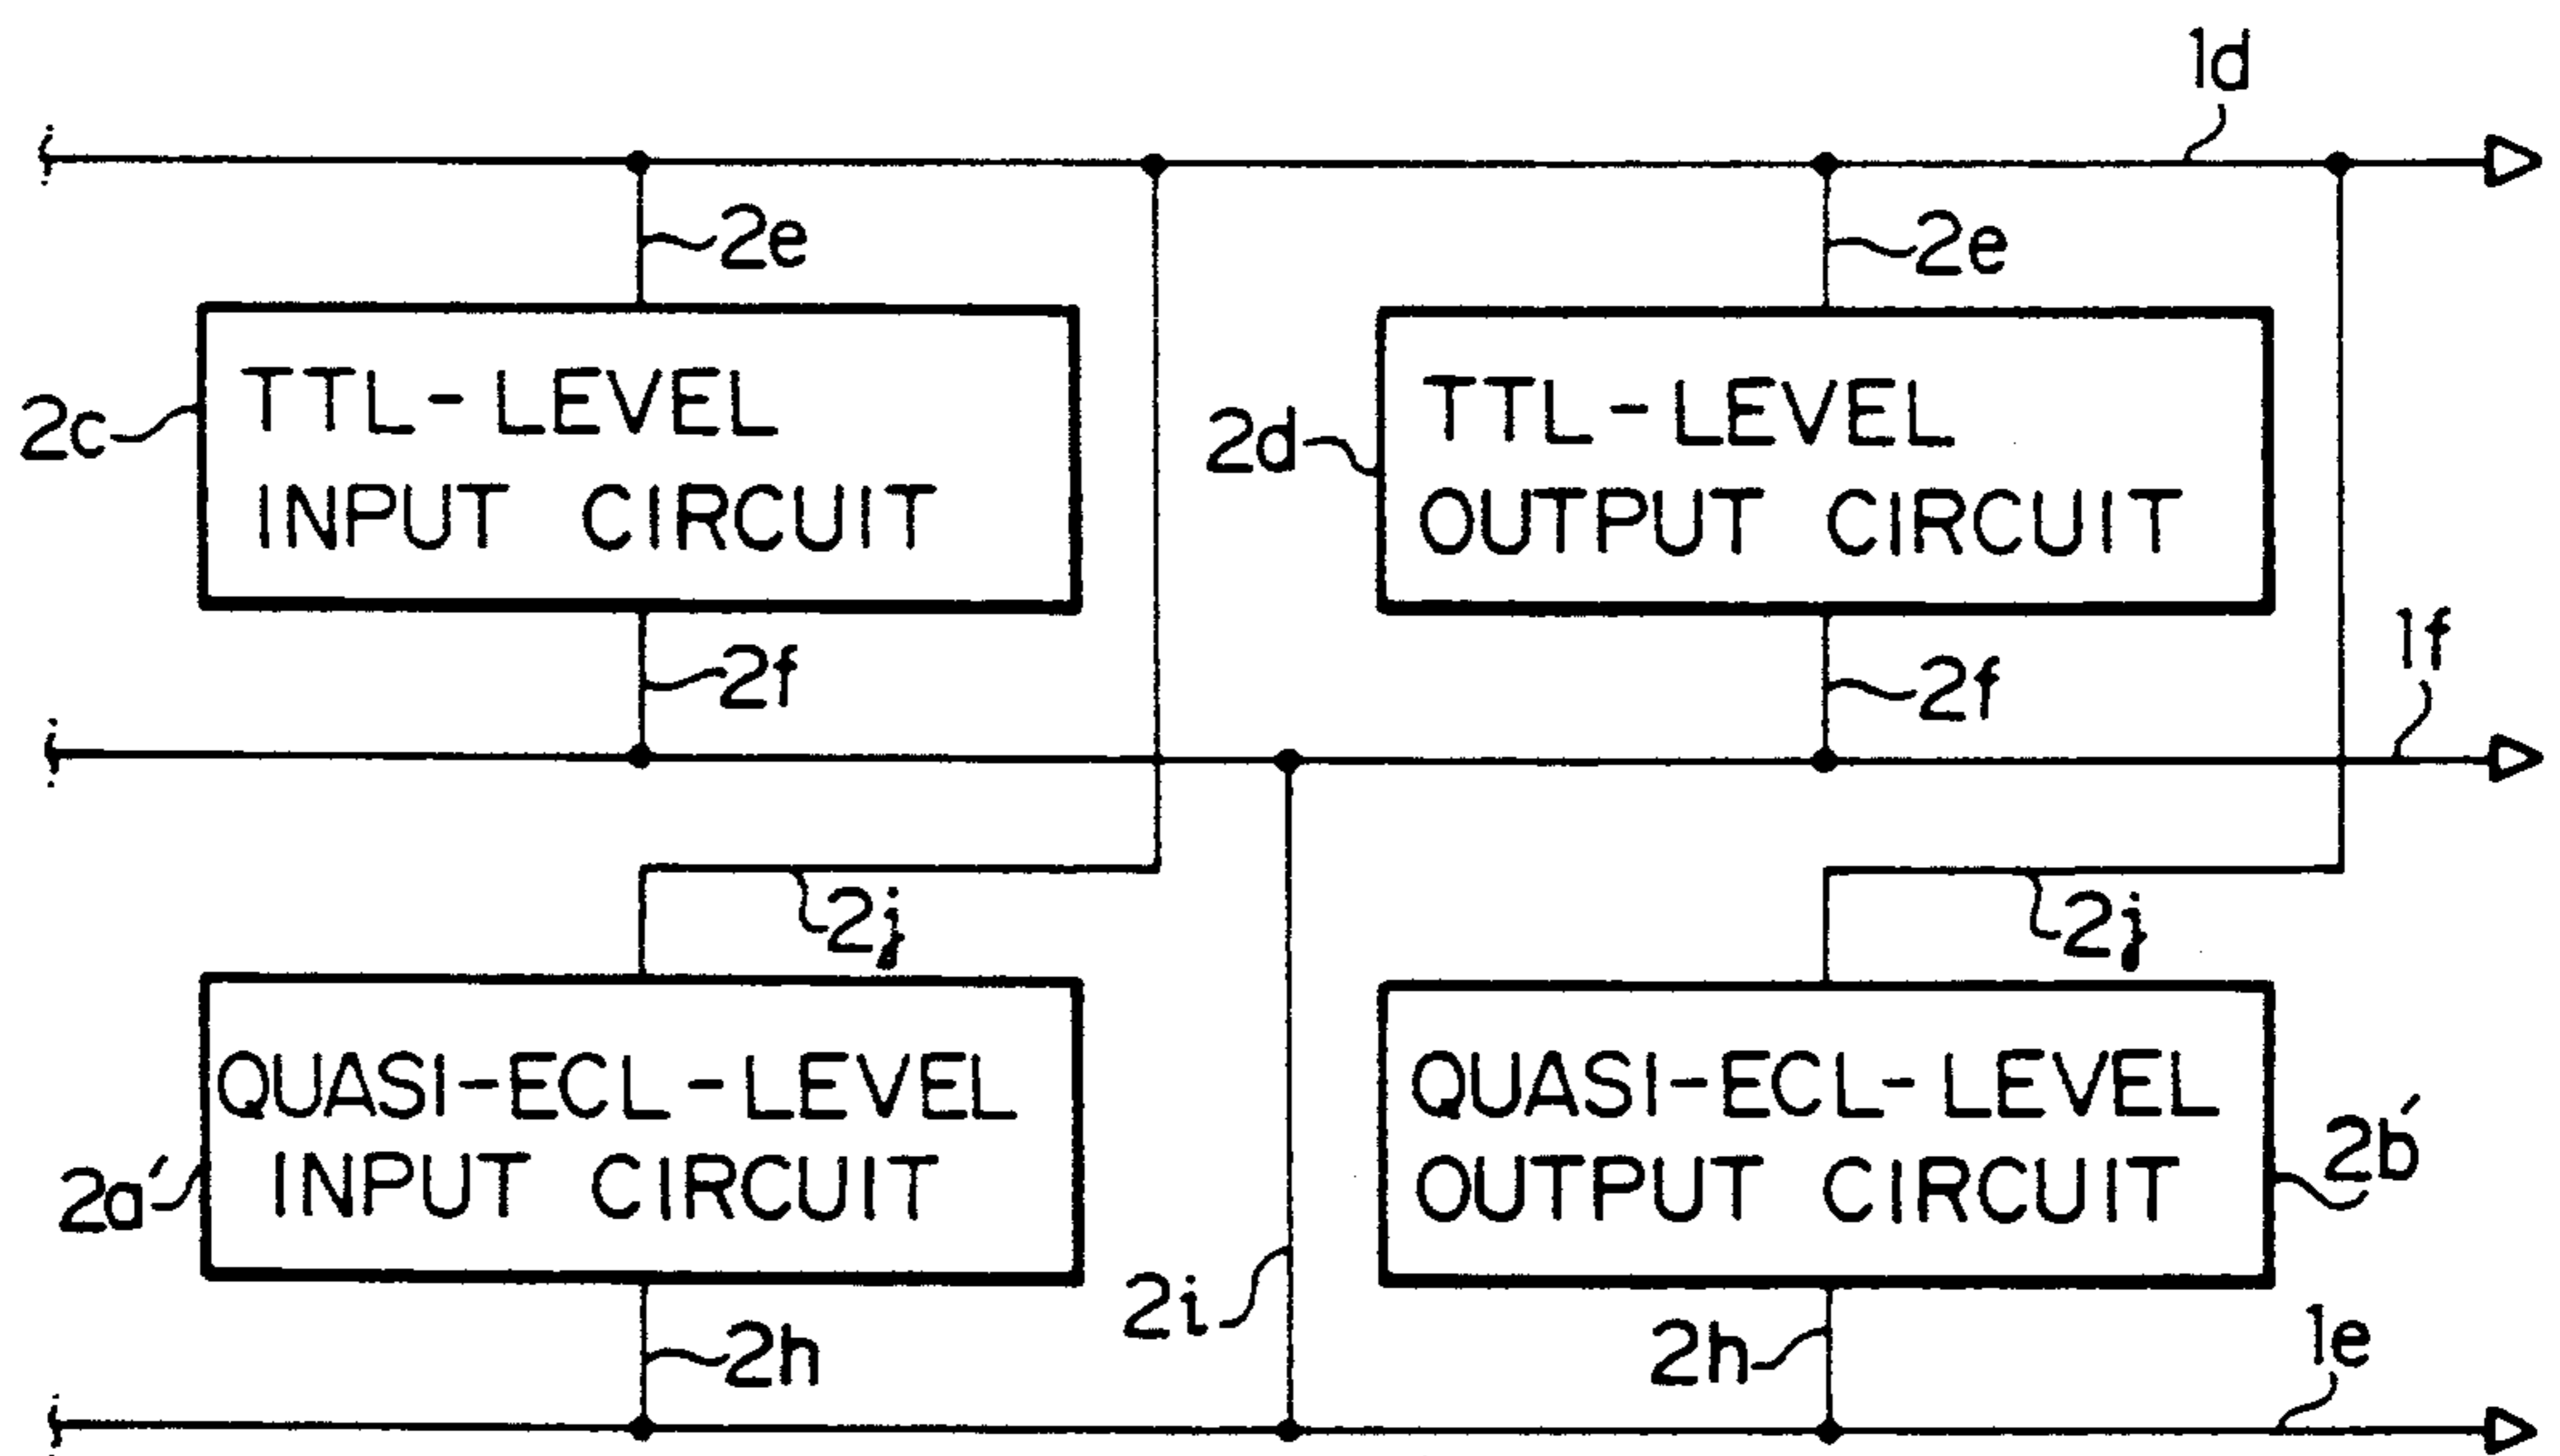 1d
2e
2e
2c
TTL-LEVEL
INPUT CIRCUIT
2d
TTL-LEVEL
OUTPUT CIRCUIT
2f
2f
1f
2j
2j
2a'
QUASI-ECL-LEVEL
INPUT CIRCUIT
QUASI-ECL-LEVEL
OUTPUT CIRCUIT
2b'
2i
2h
2h
1e